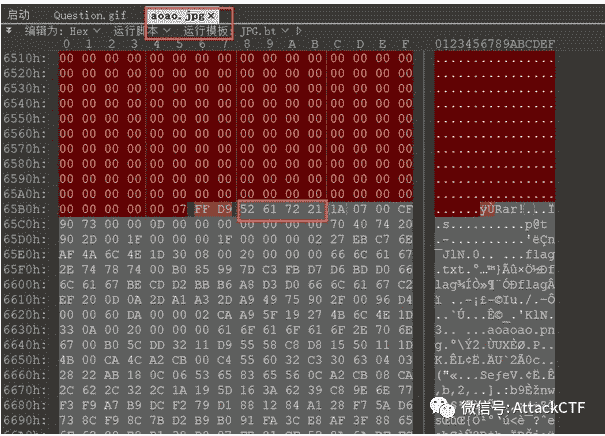 启动 Question.gif aoao.jpg×
编辑为: Hex 运行脚本 运行模板: JPG.bt
0 1 2 3 4 5 6 7 8 9 A B C D E F 0123456789ABCDEF
6510h: 00 00 00 00 00 00 00 00 00 00 00 00 00 00 00 00 ................
6520h: 00 00 00 00 00 00 00 00 00 00 00 00 00 00 00 00 ................
6530h: 00 00 00 00 00 00 00 00 00 00 00 00 00 00 00 00 ................
6540h: 00 00 00 00 00 00 00 00 00 00 00 00 00 00 00 00 ................
6550h: 00 00 00 00 00 00 00 00 00 00 00 00 00 00 00 00 ................
6560h: 00 00 00 00 00 00 00 00 00 00 00 00 00 00 00 00 ................
6570h: 00 00 00 00 00 00 00 00 00 00 00 00 00 00 00 00 ................
6580h: 00 00 00 00 00 00 00 00 00 00 00 00 00 00 00 00 ................
6590h: 00 00 00 00 00 00 00 00 00 00 00 00 00 00 00 00 ................
65A0h: 00 00 00 00 00 00 00 00 00 00 00 00 00 00 00 00 ................
65B0h: 00 00 00 00 00 07 FF D9 52 61 72 21 1A 07 00 CF ......ÿÙRar!...Ï
65C0h: 90 73 00 00 0D 00 00 00 00 00 00 00 70 40 74 20 .s..........p@t
65D0h: 90 2D 00 1F 00 00 00 1F 00 00 00 02 27 EB C7 6E .-..........'ëÇn
65E0h: AF 4A 6C 4E 1D 30 08 00 20 00 00 00 66 6C 61 67 ¯JlN.0.. ...flag
65F0h: 2E 74 78 74 00 B0 85 99 7D C3 FB B7 D6 BD D0 66 .txt.°…™}Ãû·Ö½Ðf
6600h: 6C 61 67 BE CD D2 BB B6 A8 D3 D0 66 6C 61 67 C2
6610h: EF 20 0D 0A 2D A1 A3 2D A9 49 75 90 2F 00 96 D4
6620h: 00 60 DA 00 00 02 CA A9 5F 19 27 4B 6C 4E 1D
6630h: 33 0A 00 20 00 00 00 61 6F 61 6F 61 6F 2E 70 6E 3.. ...aoaoao.pn
6640h: 67 00 B0 5C DD 32 11 D9 55 58 C8 D8 15 50 11 1D
6650h: 4B 00 CA 4C A2 CB 00 C4 55 60 32 C3 30 63 04 03
6660h: 28 22 AB 18 0C 06 53 65 83 65 56 0C A2 CB 08 CA
6670h: 2C 62 2C 32 2C 1A 19 5D 16 3A 62 39 C8 9E 6E 77
6680h: F3 F9 A7 B9 DC F2 79 D1 88 12 84 A1 28 F7 5A D6
6690h: 73 8C F9 8C 7B D2 B9 B0 91 FA 3C E8 AF 3F 88 65
微信号: AttackCTF